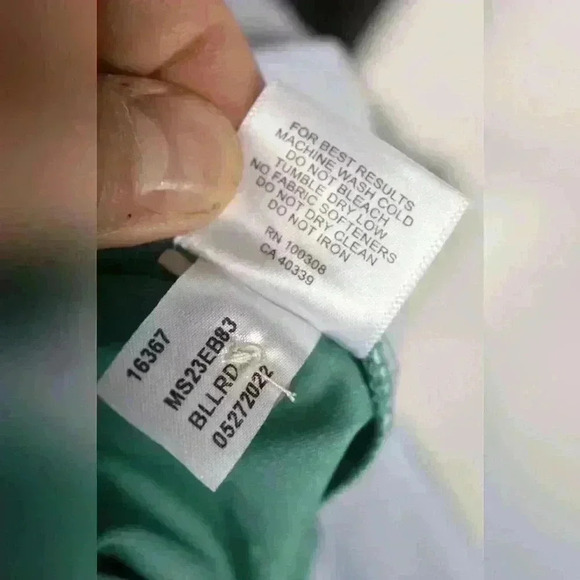 FOR BEST RESULTS
MACHINE WASH COLD
DO NOT BLEACH
TUMBLE DRY LOW
NO FABRIC SOFTENERS
DO NOT DRY CLEAN
DO NOT IRON
RN 100308
CA 40339
16367
MS23EB83
BLLRD
05272022